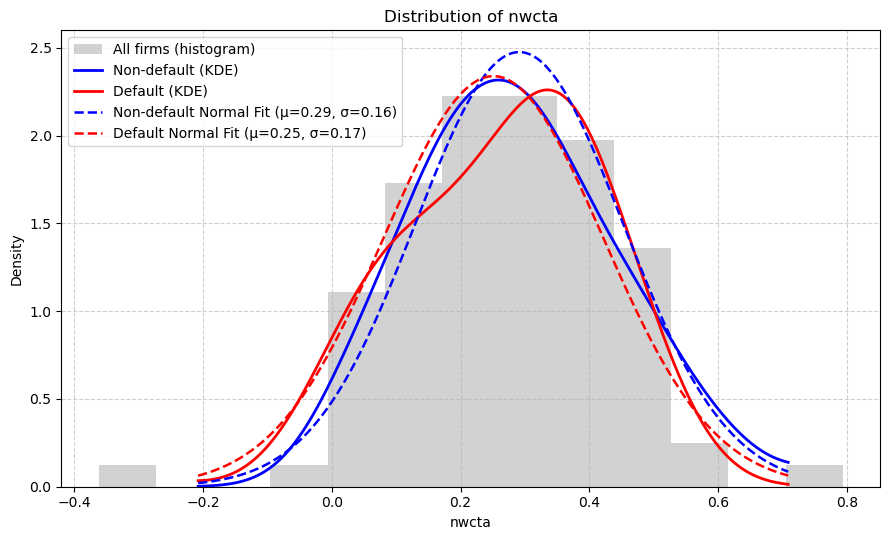 Distribution of nwcta
All firms (histogram)
Non-default (KDE)
Default (KDE)
Non-default Normal Fit (μ=0.29, σ=0.16)
Default Normal Fit (μ=0.25, σ=0.17)
Density
2.5
2.0
1.5
1.0
0.5
0.0
−0.4
−0.2
0.0
0.2
0.4
0.6
0.8
nwcta